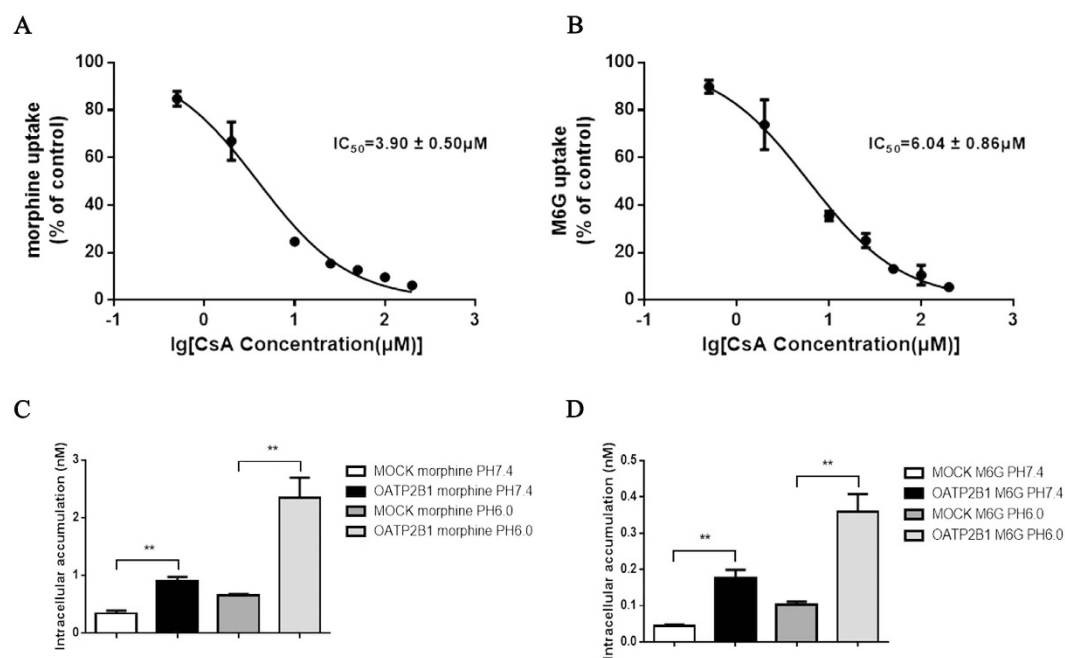 A
B
100
80
60
40
20
0
morphine uptake
(% of control)
IC50=3.90 ± 0.50µM
-1
0
1
2
3
lg[CsA Concentration(µM)]
100
80
60
40
20
0
M6G uptake
(% of control)
IC50=6.04 ± 0.86µM
-1
0
1
2
3
lg[CsA Concentration(µM)]
C
D
3
2
1
0
Intracellular accumulation (nM)
**
**
MOCK morphine PH7.4
OATP2B1 morphine PH7.4
MOCK morphine PH6.0
OATP2B1 morphine PH6.0
0.5
0.4
0.3
0.2
0.1
0.0
Intracellular accumulation (nM)
**
**
MOCK M6G PH7.4
OATP2B1 M6G PH7.4
MOCK M6G PH6.0
OATP2B1 M6G PH6.0